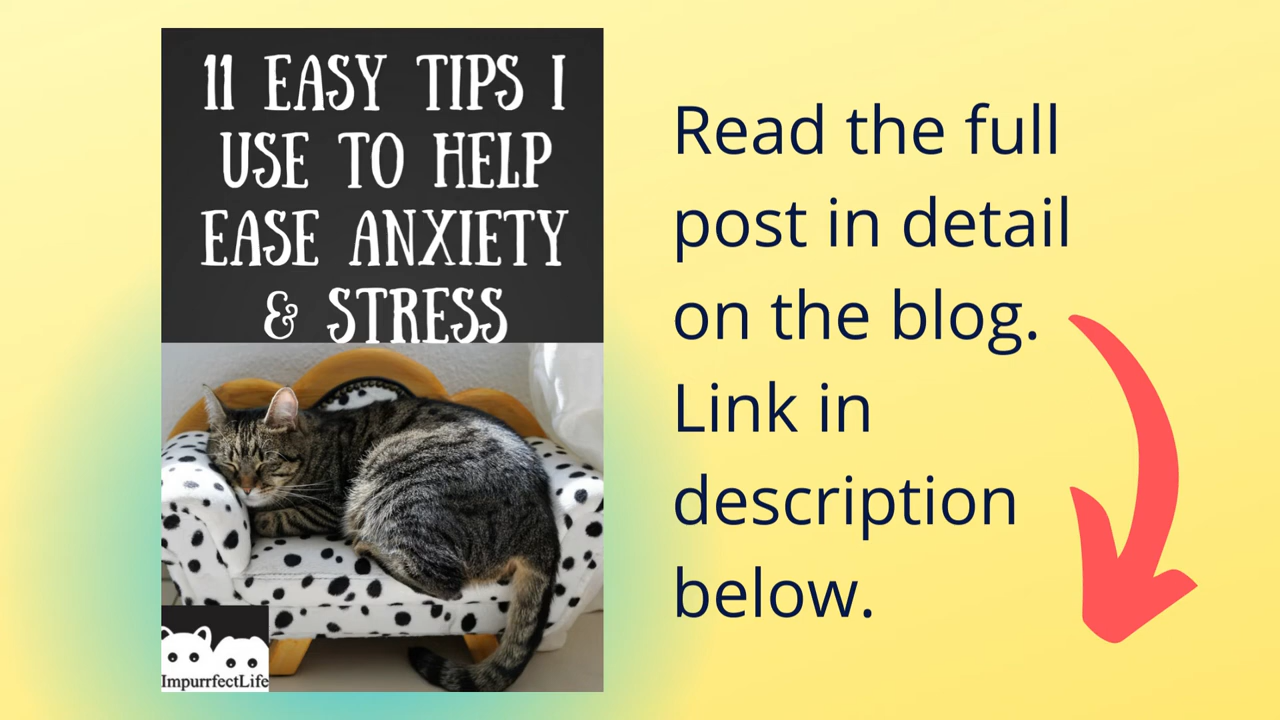 11 EASY TIPS I
USE TO HELP
EASE ANXIETY
& STRESS
ImpurrfectLife
Read the full
post in detail
on the blog.
Link in
description
below.